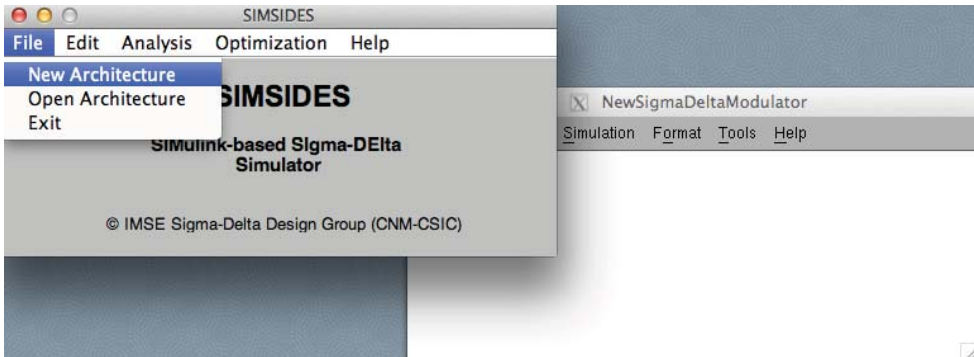 SIMSIDES
File Edit Analysis Optimization Help
New Architecture
Open Architecture
Exit
SIMSIDES
SIMulink-based SIgma-DElta
Simulator
© IMSE Sigma-Delta Design Group (CNM-CSIC)
X NewSigmaDeltaModulator
Simulation Format Tools Help